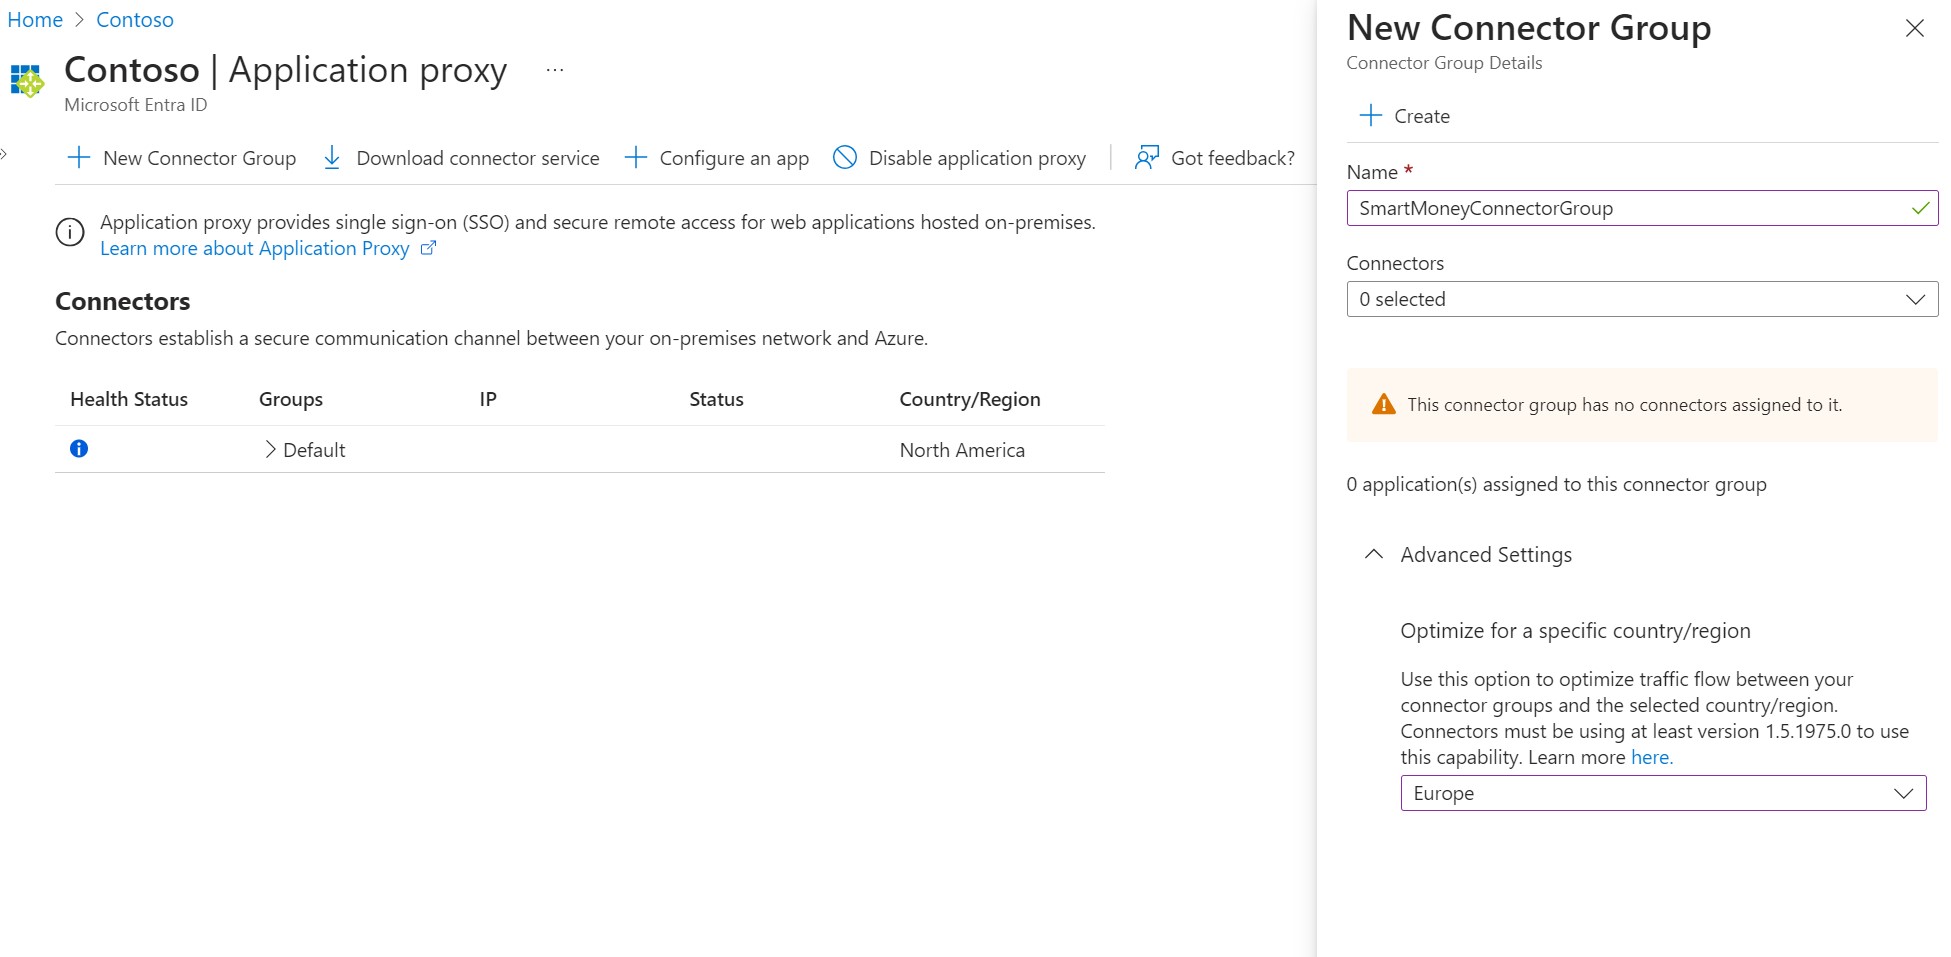 Home > Contoso
Contoso | Application proxy ...
Microsoft Entra ID
New Connector Group Download connector service Configure an app Disable application proxy | Got feedback?
Application proxy provides single sign-on (SSO) and secure remote access for web applications hosted on-premises.
Learn more about Application Proxy
Connectors
Connectors establish a secure communication channel between your on-premises network and Azure.
Health Status Groups IP Status Country/Region
Default North America
New Connector Group
Connector Group Details
Create
Name *
SmartMoneyConnectorGroup
Connectors
0 selected
This connector group has no connectors assigned to it.
0 application(s) assigned to this connector group
Advanced Settings
Optimize for a specific country/region
Use this option to optimize traffic flow between your
connector groups and the selected country/region.
Connectors must be using at least version 1.5.1975.0 to use
this capability. Learn more here.
Europe